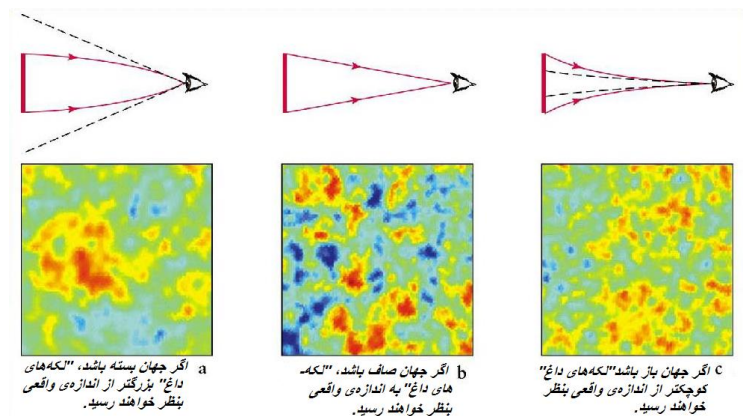 a اگر جهان بسته باشد، "لکه‌های
داغ" بزرگتر از اندازه‌ی واقعی
بنظر خواهند رسید.
b اگر جهان صاف باشد، "لکه-
های داغ" به اندازه‌ی واقعی
بنظر خواهند رسید.
c اگر جهان باز باشد"لکه‌های داغ"
کوچکتر از اندازه‌ی واقعی بنظر
خواهند رسید.